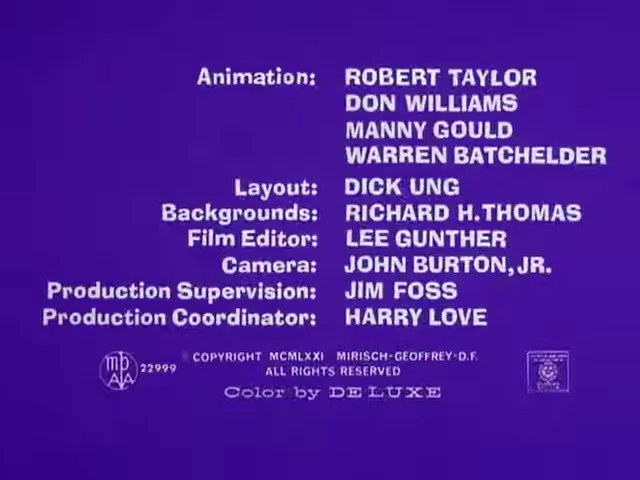 Animation: ROBERT TAYLOR
DON WILLIAMS
MANNY GOULD
WARREN BATCHELDER
Layout: DICK UNG
Backgrounds: RICHARD H. THOMAS
Film Editor: LEE GUNTHER
Camera: JOHN BURTON, JR.
Production Supervision: JIM FOSS
Production Coordinator: HARRY LOVE
mpAA 22999 COPYRIGHT MCMLXXI MIRISCH-GEOFFREY-D.F.
ALL RIGHTS RESERVED
Color by DE LUXE